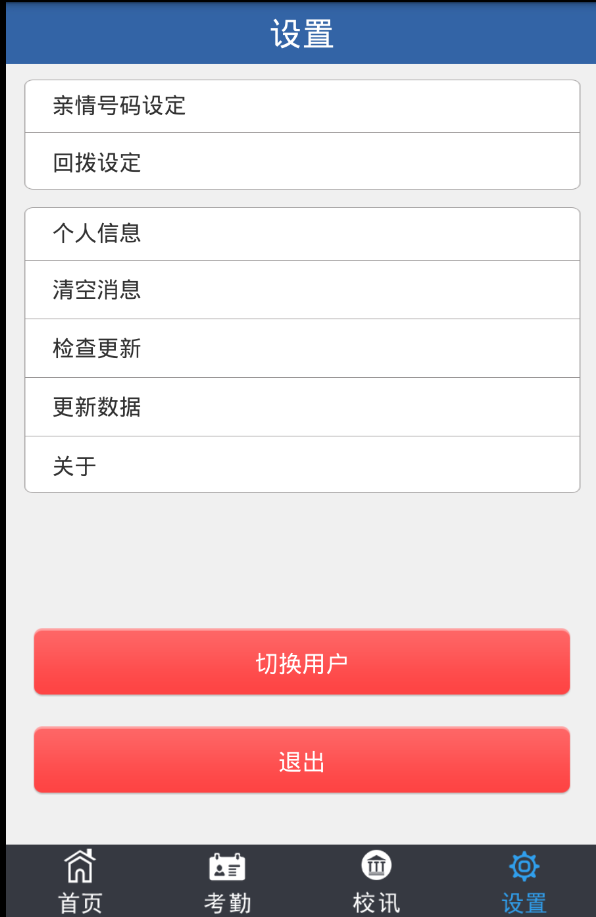 设置
亲情号码设定
回拨设定
个人信息
清空消息
检查更新
更新数据
关于
切换用户
退出
首页 考勤 校讯 设置